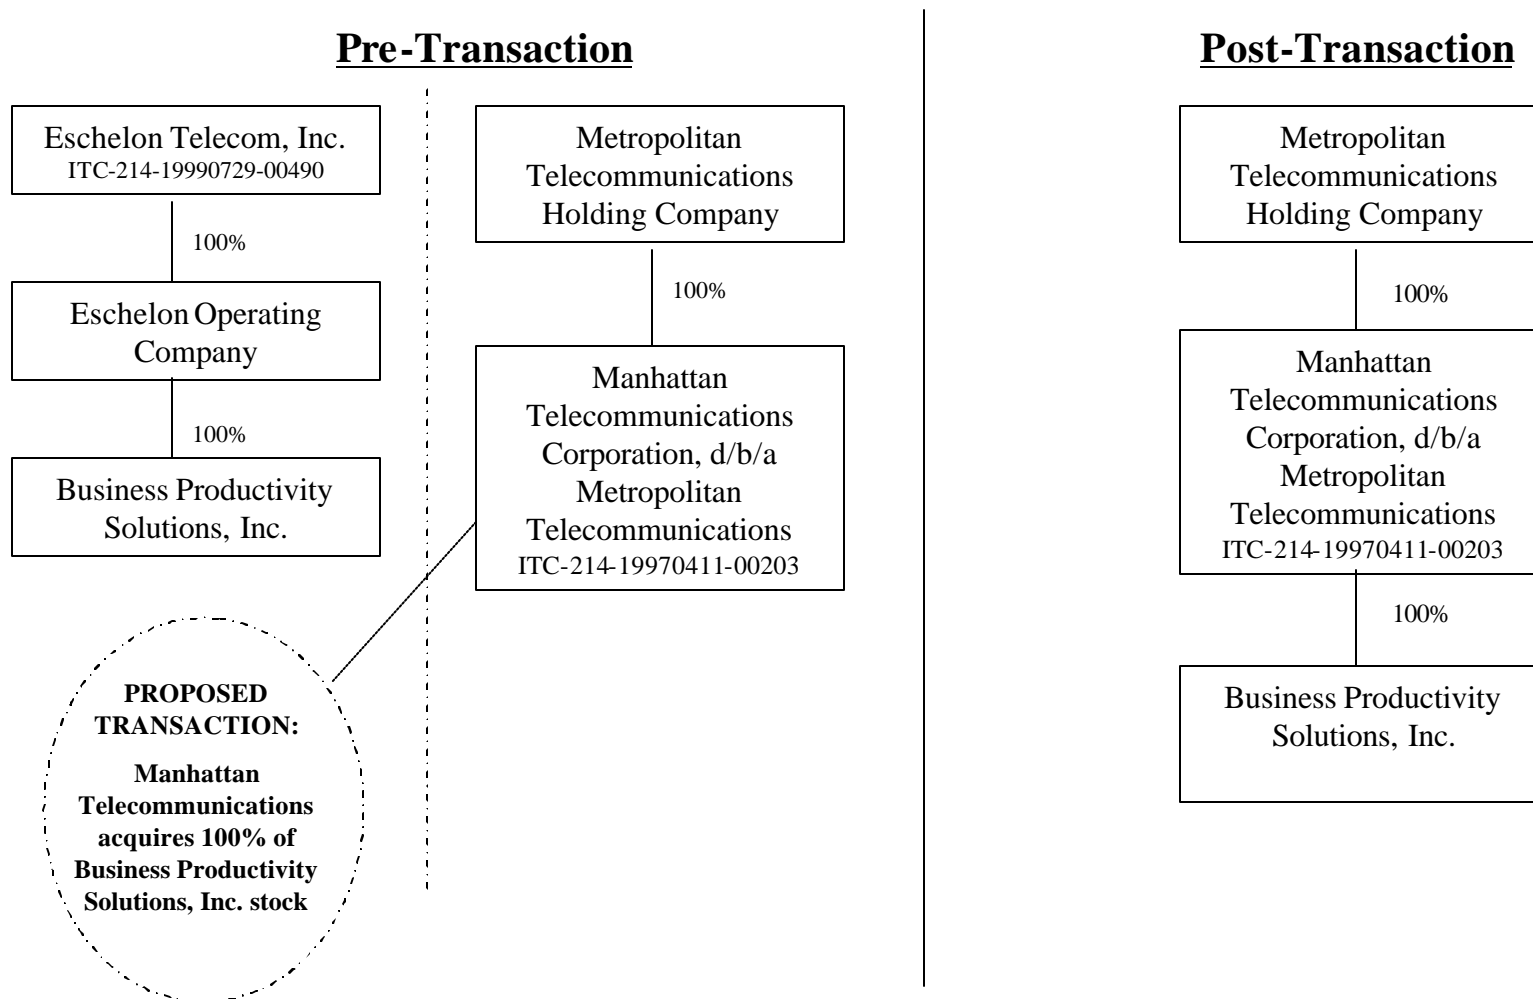 Pre-Transaction
Eschelon Telecom, Inc.
ITC-214-19990729-00490
100%
Eschelon Operating
Company
100%
Business Productivity
Solutions, Inc.
PROPOSED
TRANSACTION:
Manhattan
Telecommunications
acquires 100% of
Business Productivity
Solutions, Inc. stock
Metropolitan
Telecommunications
Holding Company
100%
Manhattan
Telecommunications
Corporation, d/b/a
Metropolitan
Telecommunications
ITC-214-19970411-00203
Post-Transaction
Metropolitan
Telecommunications
Holding Company
100%
Manhattan
Telecommunications
Corporation, d/b/a
Metropolitan
Telecommunications
ITC-214-19970411-00203
100%
Business Productivity
Solutions, Inc.